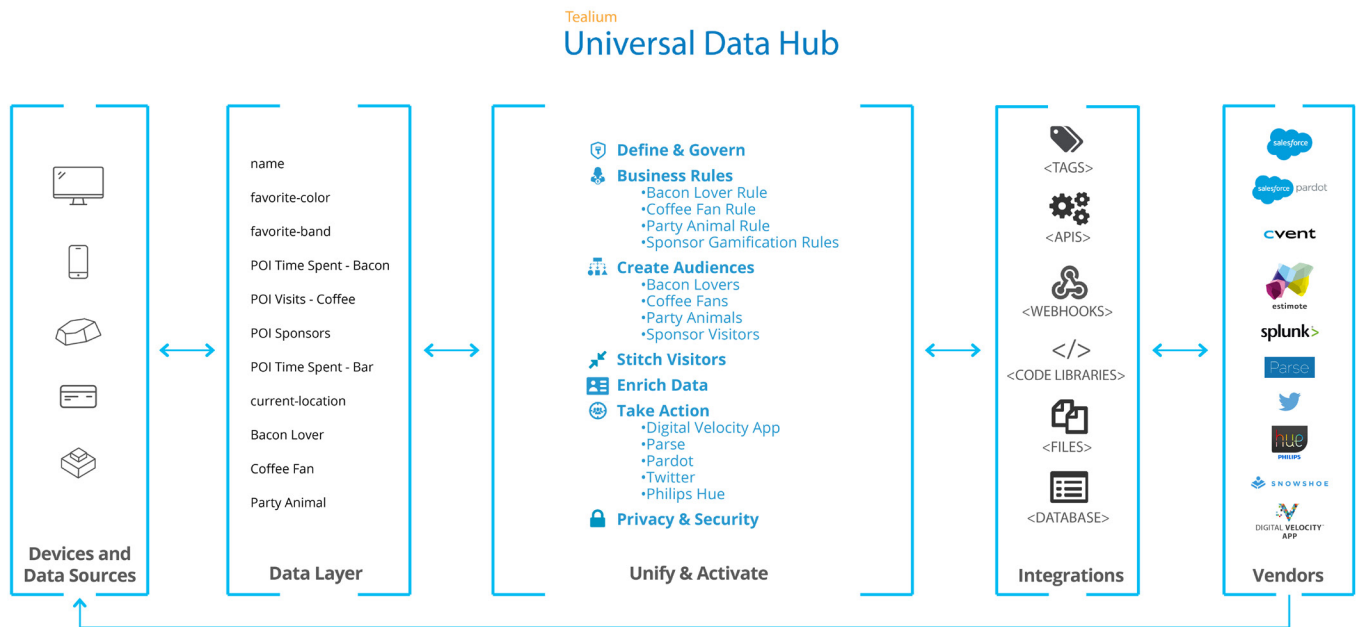 Tealium
Universal Data Hub
Devices and
Data Sources
name
favorite-color
favorite-band
POI Time Spent - Bacon
POI Visits - Coffee
POI Sponsors
POI Time Spent - Bar
current-location
Bacon Lover
Coffee Fan
Party Animal
Data Layer
Define & Govern
Business Rules
•Bacon Lover Rule
•Coffee Fan Rule
•Party Animal Rule
•Sponsor Gamification Rules
Create Audiences
•Bacon Lovers
•Coffee Fans
•Party Animals
•Sponsor Visitors
Stitch Visitors
Enrich Data
Take Action
•Digital Velocity App
•Parse
•Pardot
•Twitter
•Philips Hue
Privacy & Security
Unify & Activate
<TAGS>
<APIS>
<WEBHOOKS>
</>
<CODE LIBRARIES>
<FILES>
<DATABASE>
Integrations
salesforce
salesforce pardot
cvent
estimote
splunk>
Parse
hue
PHILIPS
SNOWSHOE
DIGITAL VELOCITY
APP
Vendors